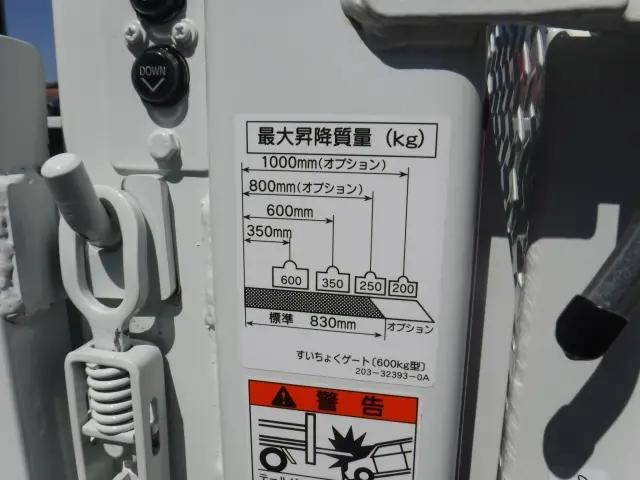 DOWN
最大昇降質量 (kg)
1000mm(オプション)
800mm(オプション)
600mm
350mm
600 350 250 200
標準 830mm オプション
すいちょくゲート〔600kg型〕
203-32393-0A
警告